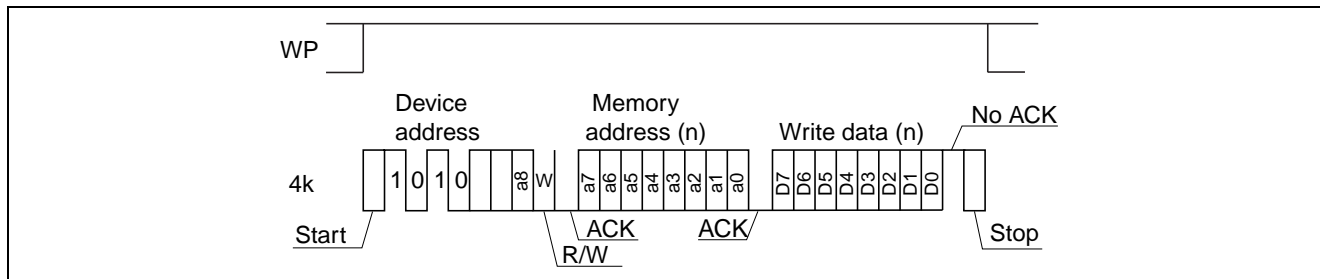 WP
Device address
Memory address (n)
Write data (n)
No ACK
4k
1 0 1 0 a8 W a7 a6 a5 a4 a3 a2 a1 a0 D7 D6 D5 D4 D3 D2 D1 D0
Start
ACK
ACK
Stop
R/W